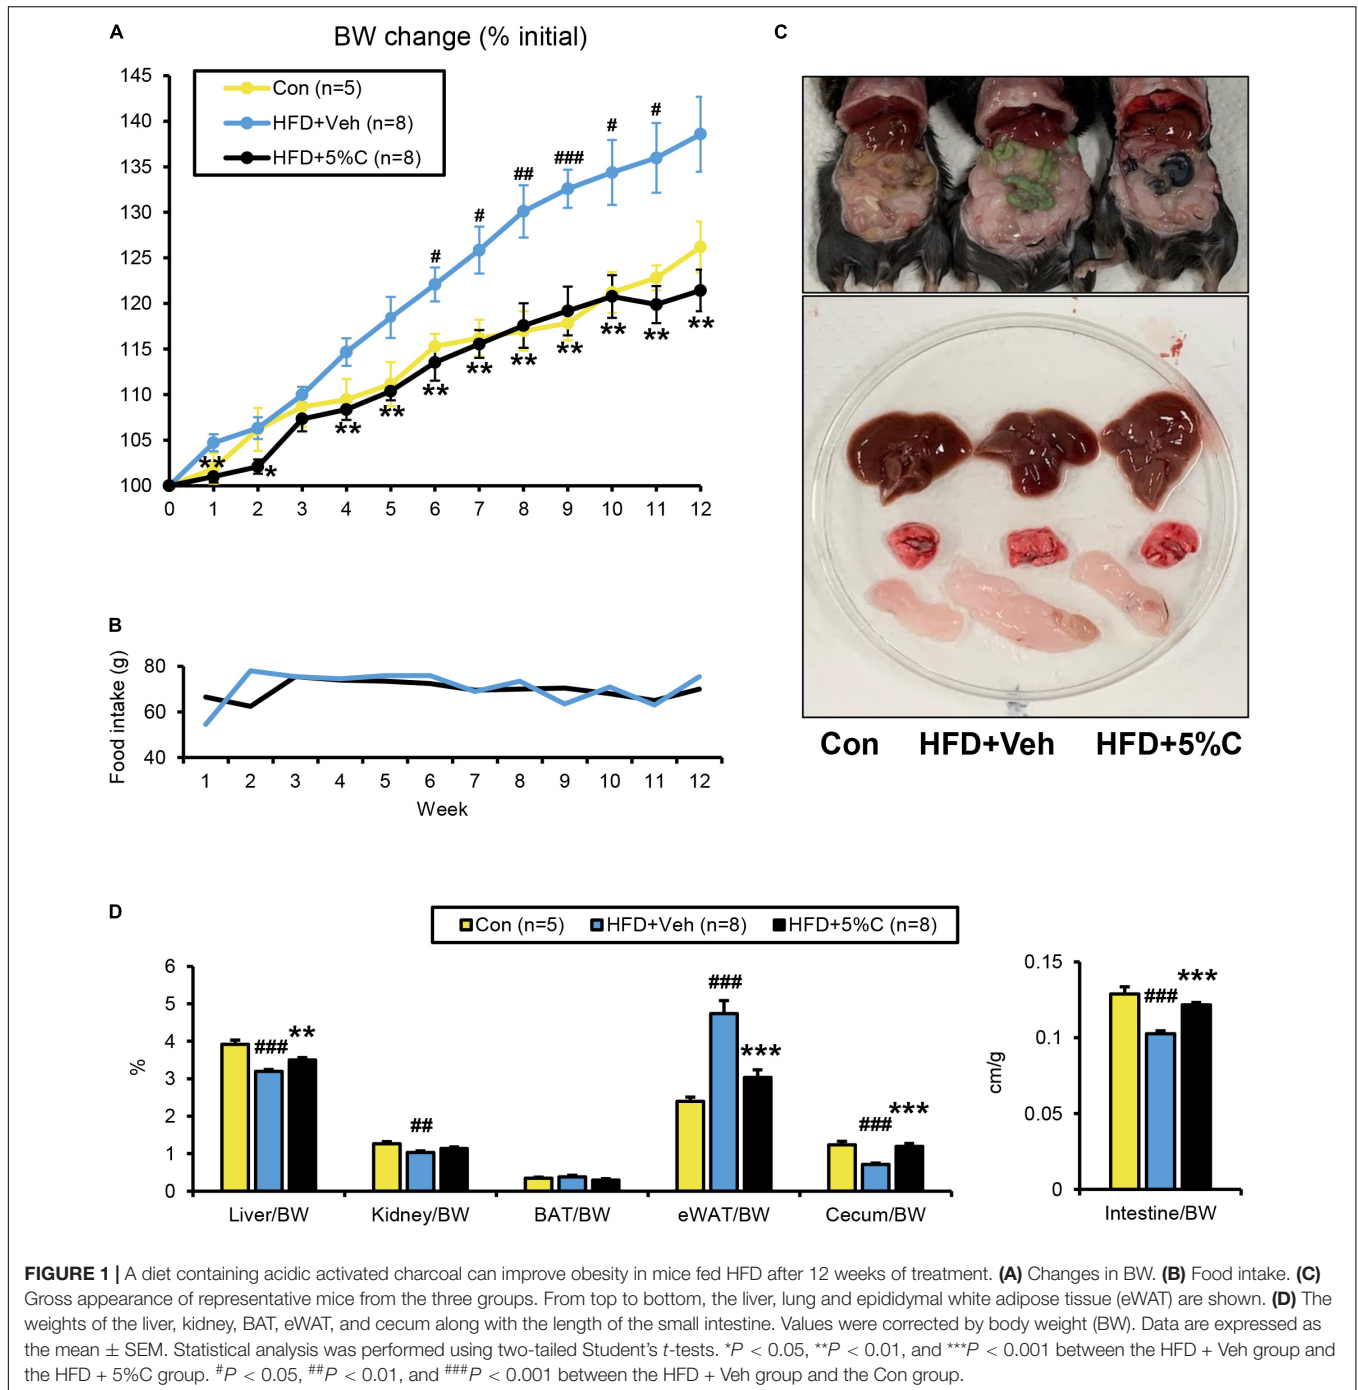 A
BW change (% initial)
Con (n=5)
HFD+Veh (n=8)
HFD+5%C (n=8)
145
140
135
130
125
120
115
110
105
100
# ## ### # #
# #
** * ** ** ** ** ** ** ** ** **
0 1 2 3 4 5 6 7 8 9 10 11 12
B
Food intake (g)
80
60
40
1 2 3 4 5 6 7 8 9 10 11 12
Week
C
Con HFD+Veh HFD+5%C
D
Con (n=5) HFD+Veh (n=8) HFD+5%C (n=8)
%
6
5
4
3
2
1
0
### **
##
### ***
### ***
Liver/BW Kidney/BW BAT/BW eWAT/BW Cecum/BW
cm/g
0.15
0.1
0.05
0
### ***
Intestine/BW
FIGURE 1 | A diet containing acidic activated charcoal can improve obesity in mice fed HFD after 12 weeks of treatment. (A) Changes in BW. (B) Food intake. (C)
Gross appearance of representative mice from the three groups. From top to bottom, the liver, lung and epididymal white adipose tissue (eWAT) are shown. (D) The
weights of the liver, kidney, BAT, eWAT, and cecum along with the length of the small intestine. Values were corrected by body weight (BW). Data are expressed as
the mean ± SEM. Statistical analysis was performed using two-tailed Student's t-tests. *P < 0.05, **P < 0.01, and ***P < 0.001 between the HFD + Veh group and
the HFD + 5%C group. #P < 0.05, ##P < 0.01, and ###P < 0.001 between the HFD + Veh group and the Con group.